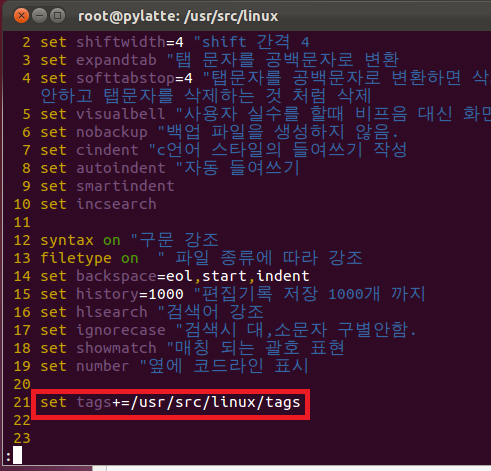 root@pylatte: /usr/src/linux
2 set shiftwidth=4 "shift 간격 4
3 set expandtab "탭 문자를 공백문자로 변환
4 set softtabstop=4 "탭문자를 공백문자로 변환하면 삭
안하고 탭문자를 삭제하는 것 처럼 삭제
5 set visualbell "사용자 실수를 할때 비프음 대신 화면
6 set nobackup "백업 파일을 생성하지 않음.
7 set cindent "c언어 스타일의 들여쓰기 작성
8 set autoindent "자동 들여쓰기
9 set smartindent
10 set incsearch
11
12 syntax on "구문 강조
13 filetype on  " 파일 종류에 따라 강조
14 set backspace=eol,start,indent
15 set history=1000 "편집기록 저장 1000개 까지
16 set hlsearch "검색어 강조
17 set ignorecase "검색시 대,소문자 구별안함.
18 set showmatch "매칭 되는 괄호 표현
19 set number "옆에 코드라인 표시
20
21 set tags+=/usr/src/linux/tags
22
23
: